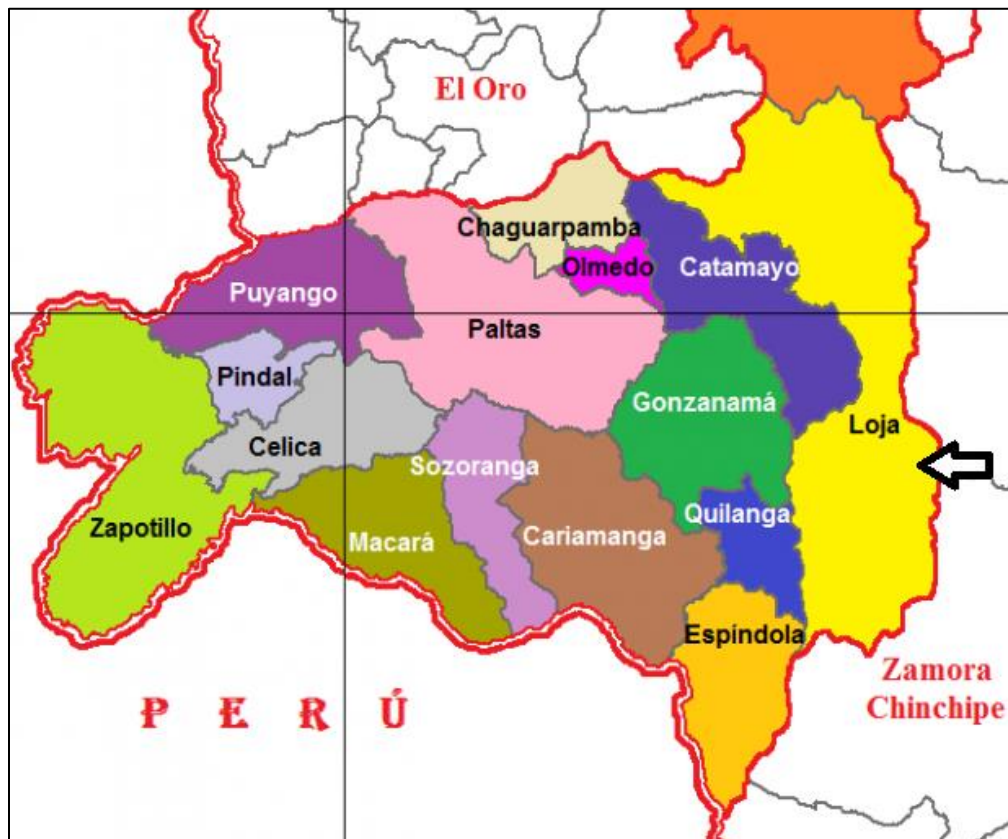 El Oro
Chaguarpamba
Olmedo
Catamayo
Puyango
Paltas
Pindal
Gonzanamá
Loja
Celica
Sozoranga
Quilanga
Zapotillo
Macará
Cariamanga
Espíndola
Zamora
Chinchipe
P E R Ú